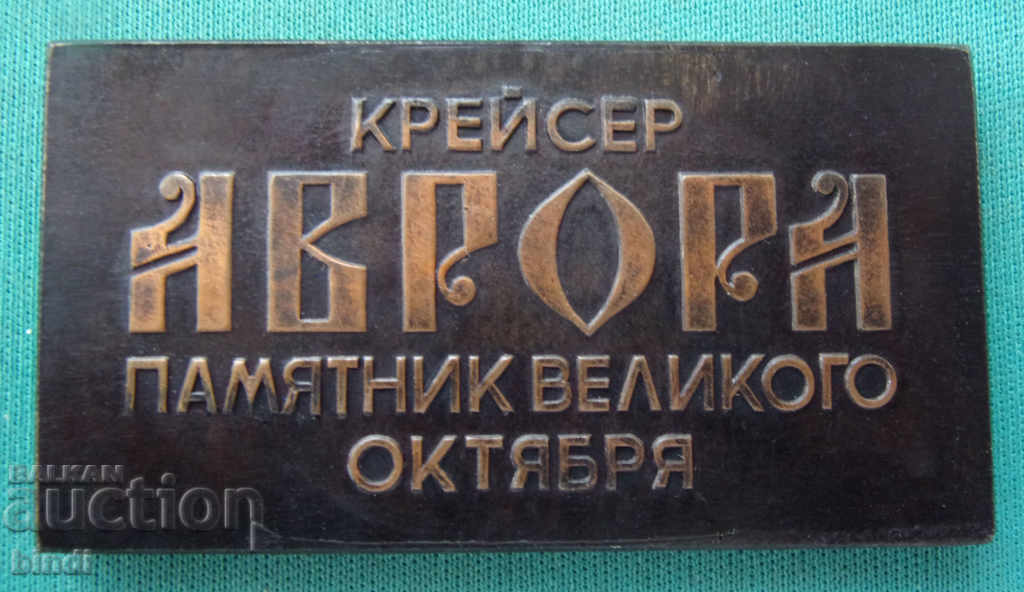 КРЕЙСЕР
АВРОРА
ПАМЯТНИК ВЕЛИКОГО
ОКТЯБРЯ
BALKAN
auction
bindi